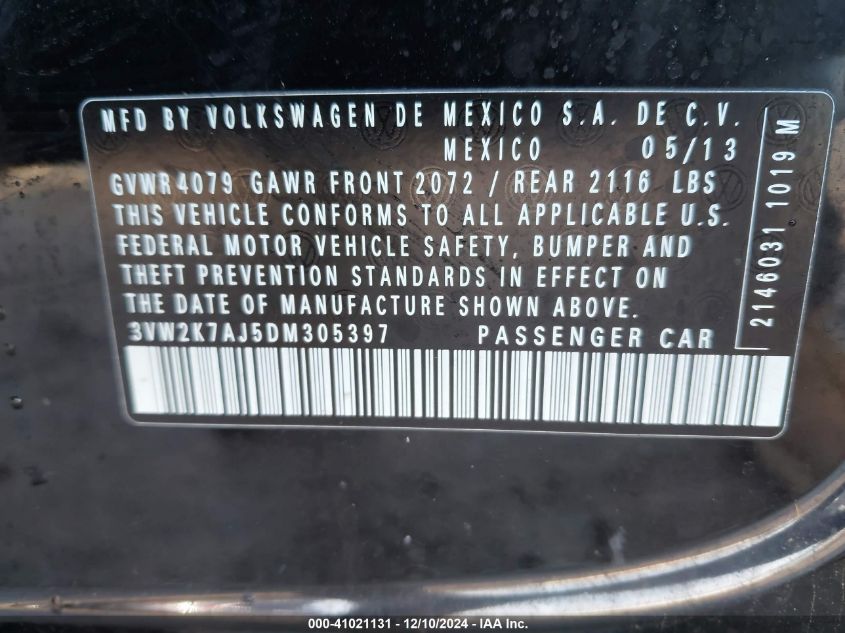 MFD BY VOLKSWAGEN DE MEXICO S.A. DE C.V.
MEXICO 05/13
GVWR 4079 GAWR FRONT 2072 / REAR 2116 LBS
THIS VEHICLE CONFORMS TO ALL APPLICABLE U.S.
FEDERAL MOTOR VEHICLE SAFETY, BUMPER AND
THEFT PREVENTION STANDARDS IN EFFECT ON
THE DATE OF MANUFACTURE SHOWN ABOVE.
3VW2K7AJ5DM305397 PASSENGER CAR
2146031 1019 M
000-41021131 - 12/10/2024 - IAA Inc.